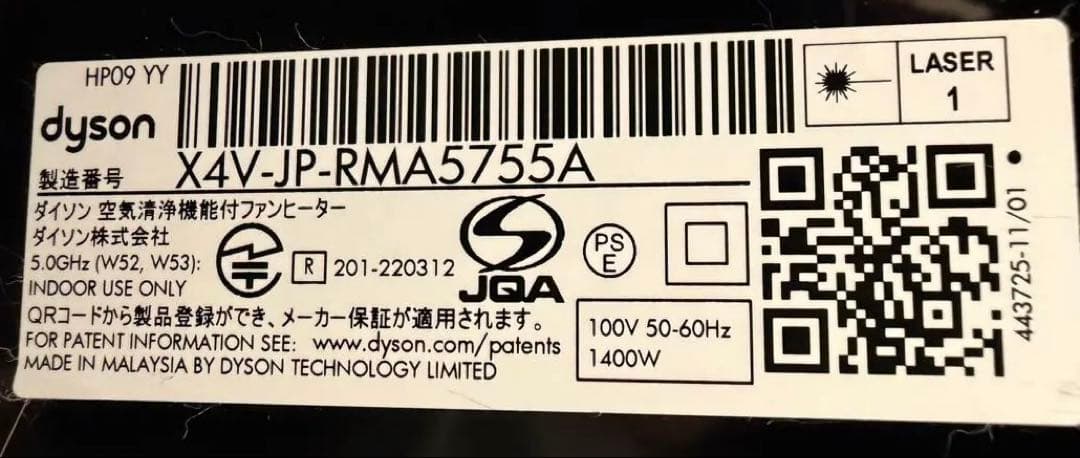 HP09 YY
dyson
LASER
1
製造番号 X4V-JP-RMA5755A
ダイソン 空気清浄機能付ファンヒーター
ダイソン株式会社
5.0GHz (W52, W53):
INDOOR USE ONLY
R 201-220312
JQA
PS
E
QRコードから製品登録ができ、メーカー保証が適用されます。
FOR PATENT INFORMATION SEE: www.dyson.com/patents
MADE IN MALAYSIA BY DYSON TECHNOLOGY LIMITED
100V 50-60Hz
1400W
443725-11/01